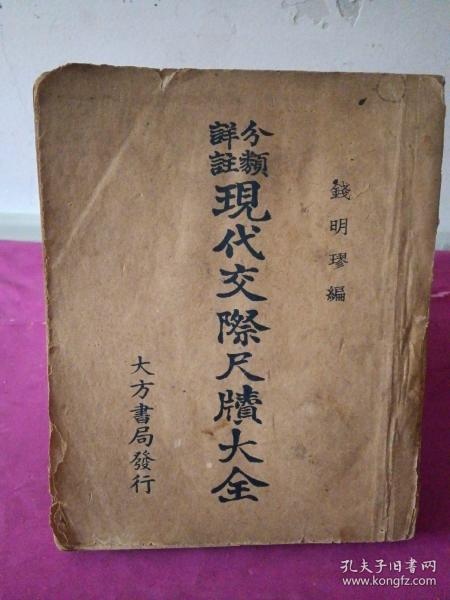 錢明璆編
分類
詳註
現代交際尺牘大全
大方書局發行
孔夫子旧书网
www.kongfz.com